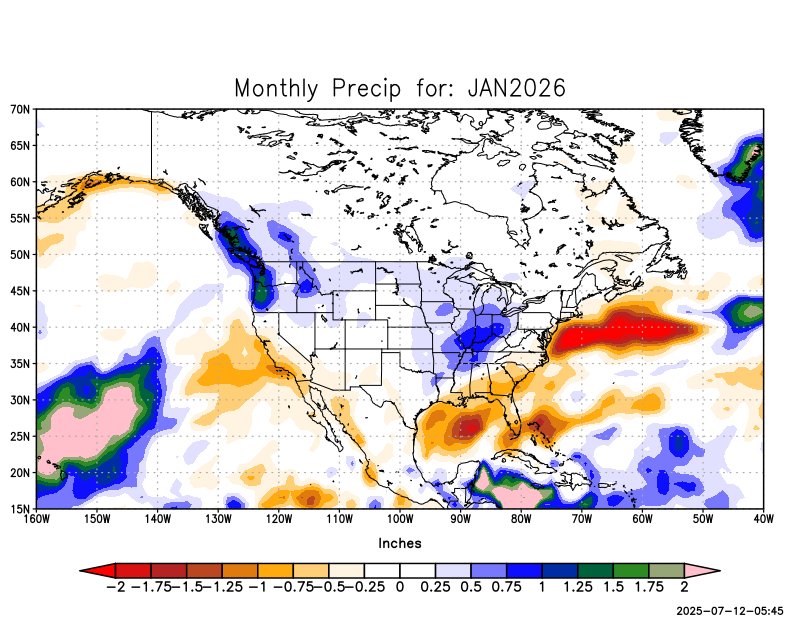 Monthly Precip for: JAN2026
70N
65N
60N
55N
50N
45N
40N
35N
30N
25N
20N
15N
160W 150W 140W 130W 120W 110W 100W 90W 80W 70W 60W 50W 40W
Inches
-2 -1.75 -1.5 -1.25 -1 -0.75 -0.5 -0.25 0 0.25 0.5 0.75 1 1.25 1.5 1.75 2
2025-07-12-05:45